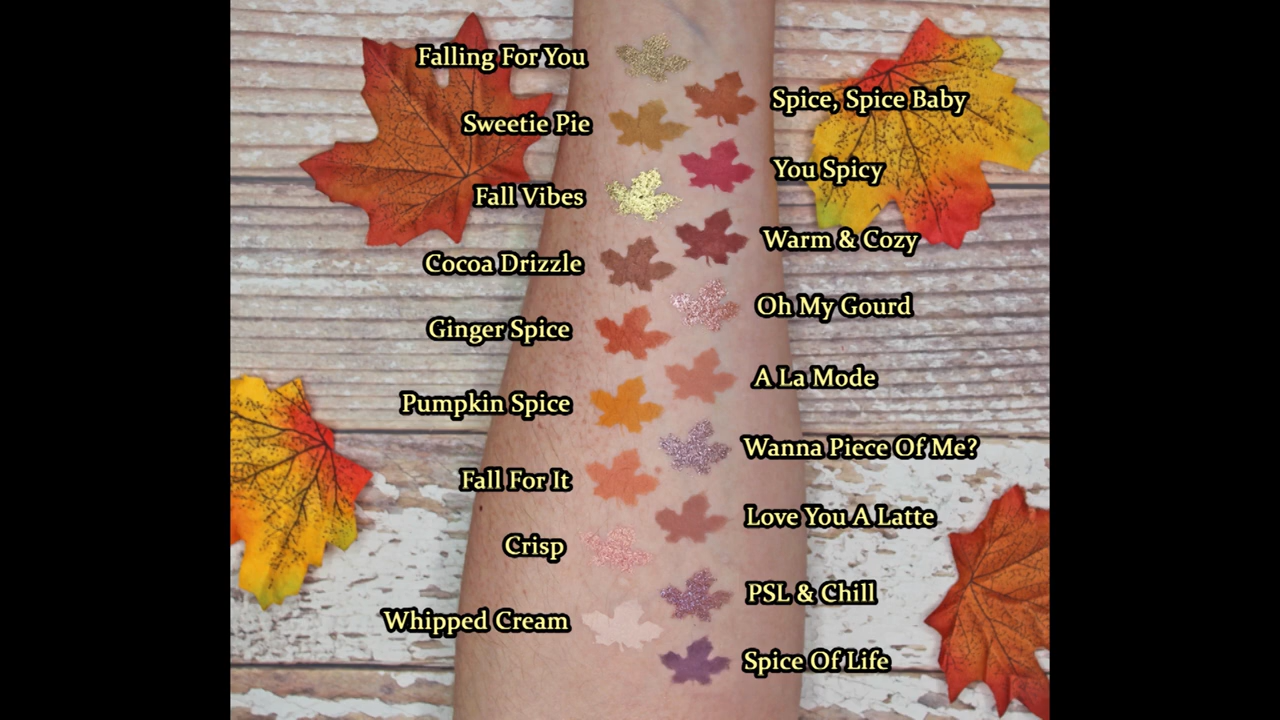 Falling For You
Spice, Spice Baby
Sweetie Pie
You Spicy
Fall Vibes
Warm & Cozy
Cocoa Drizzle
Oh My Gourd
Ginger Spice
A La Mode
Pumpkin Spice
Wanna Piece Of Me?
Fall For It
Love You A Latte
Crisp
PSL & Chill
Whipped Cream
Spice Of Life